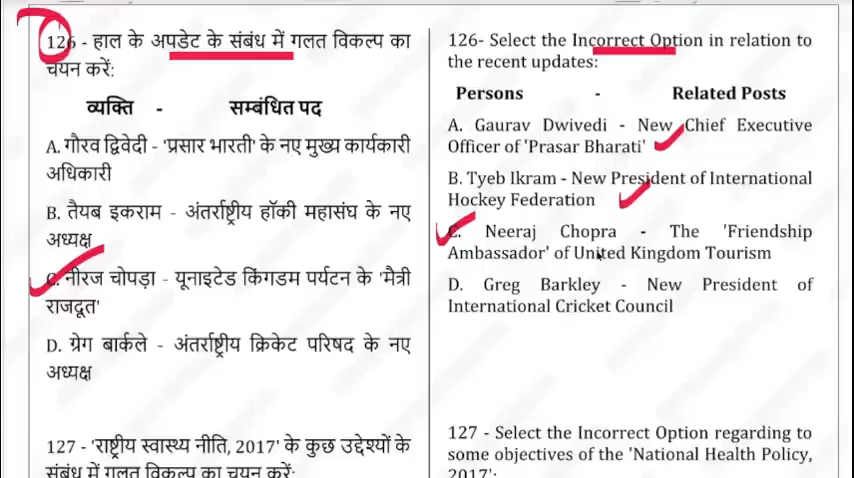 126 - हाल के अपडेट के संबंध में गलत विकल्प का
चयन करें:
व्यक्ति - सम्बंधित पद
A. गौरव द्विवेदी - 'प्रसार भारती' के नए मुख्य कार्यकारी
अधिकारी
B. तैयब इकराम - अंतर्राष्ट्रीय हॉकी महासंघ के नए
अध्यक्ष
C. नीरज चोपड़ा - यूनाइटेड किंगडम पर्यटन के 'मैत्री
राजदूत'
D. ग्रेग बार्कले - अंतर्राष्ट्रीय क्रिकेट परिषद के नए
अध्यक्ष
127 - 'राष्ट्रीय स्वास्थ्य नीति, 2017' के कुछ उद्देश्यों के
संबंध में गलत विकल्प का चयन करें:
126- Select the Incorrect Option in relation to
the recent updates:
Persons - Related Posts
A. Gaurav Dwivedi - New Chief Executive
Officer of 'Prasar Bharati'
B. Tyeb Ikram - New President of International
Hockey Federation
C. Neeraj Chopra - The 'Friendship
Ambassador' of United Kingdom Tourism
D. Greg Barkley - New President of
International Cricket Council
127 - Select the Incorrect Option regarding to
some objectives of the 'National Health Policy,
2017':